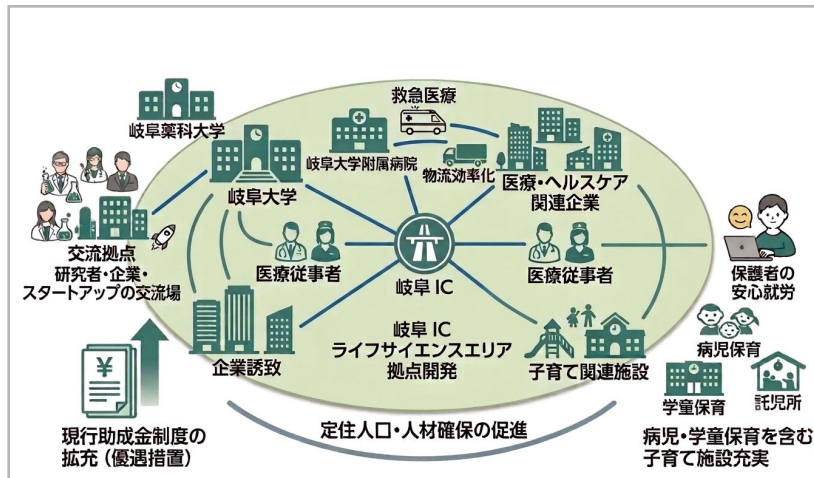 救急医療
岐阜薬科大学
岐阜大学
岐阜大学附属病院
物流効率化
医療・ヘルスケア
関連企業
交流拠点
研究者・企業・
スタートアップの交流場
医療従事者
岐阜 IC
医療従事者
保護者の
安心就労
企業誘致
岐阜 IC
ライフサイエンスエリア
拠点開発
子育て関連施設
病児保育
学童保育
託児所
¥
現行助成金制度の
拡充(優遇措置)
定住人口・人材確保の促進
病児・学童保育を含む
子育て施設充実